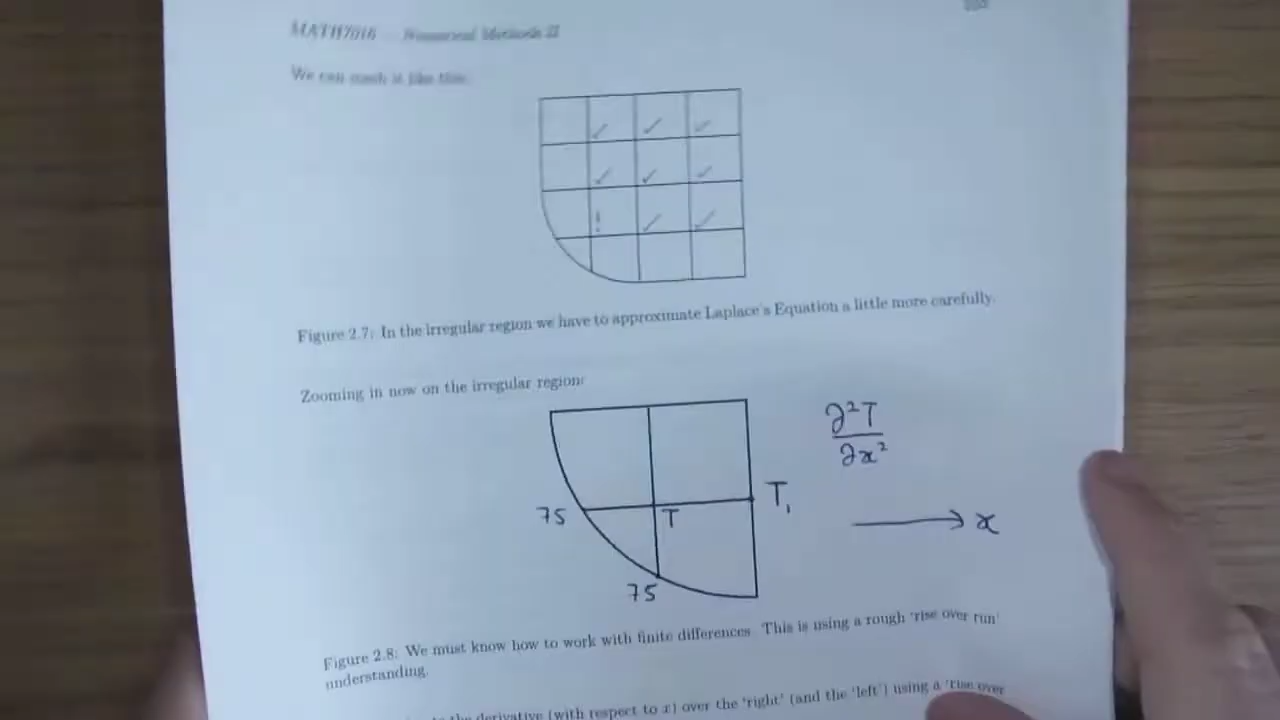 MATH7016 Numerical Methods II
We can mesh it like this:
!
Figure 2.7: In the irregular region we have to approximate Laplace's Equation a little more carefully.
Zooming in now on the irregular region:
∂²T
∂x²
75 T T₁
x
75
Figure 2.8: We must know how to work with finite differences. This is using a rough 'rise over run'
understanding.
the derivative (with respect to x) over the 'right' (and the 'left') using a 'rise over